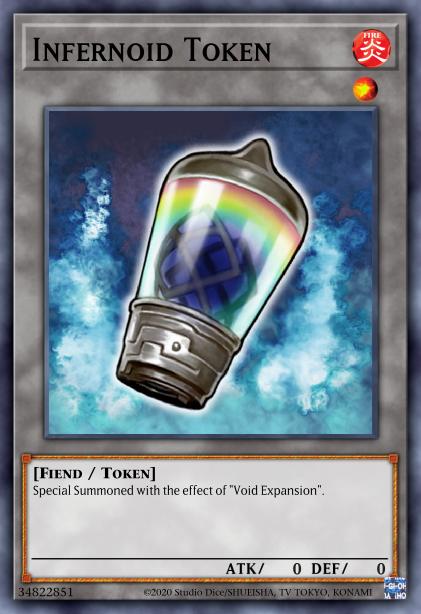 INFERNOID TOKEN
FIRE
炎
[FIEND / TOKEN]
Special Summoned with the effect of "Void Expansion".
ATK/ 0 DEF/ 0
34822851 ©2020 Studio Dice/SHUEISHA, TV TOKYO, KONAMI